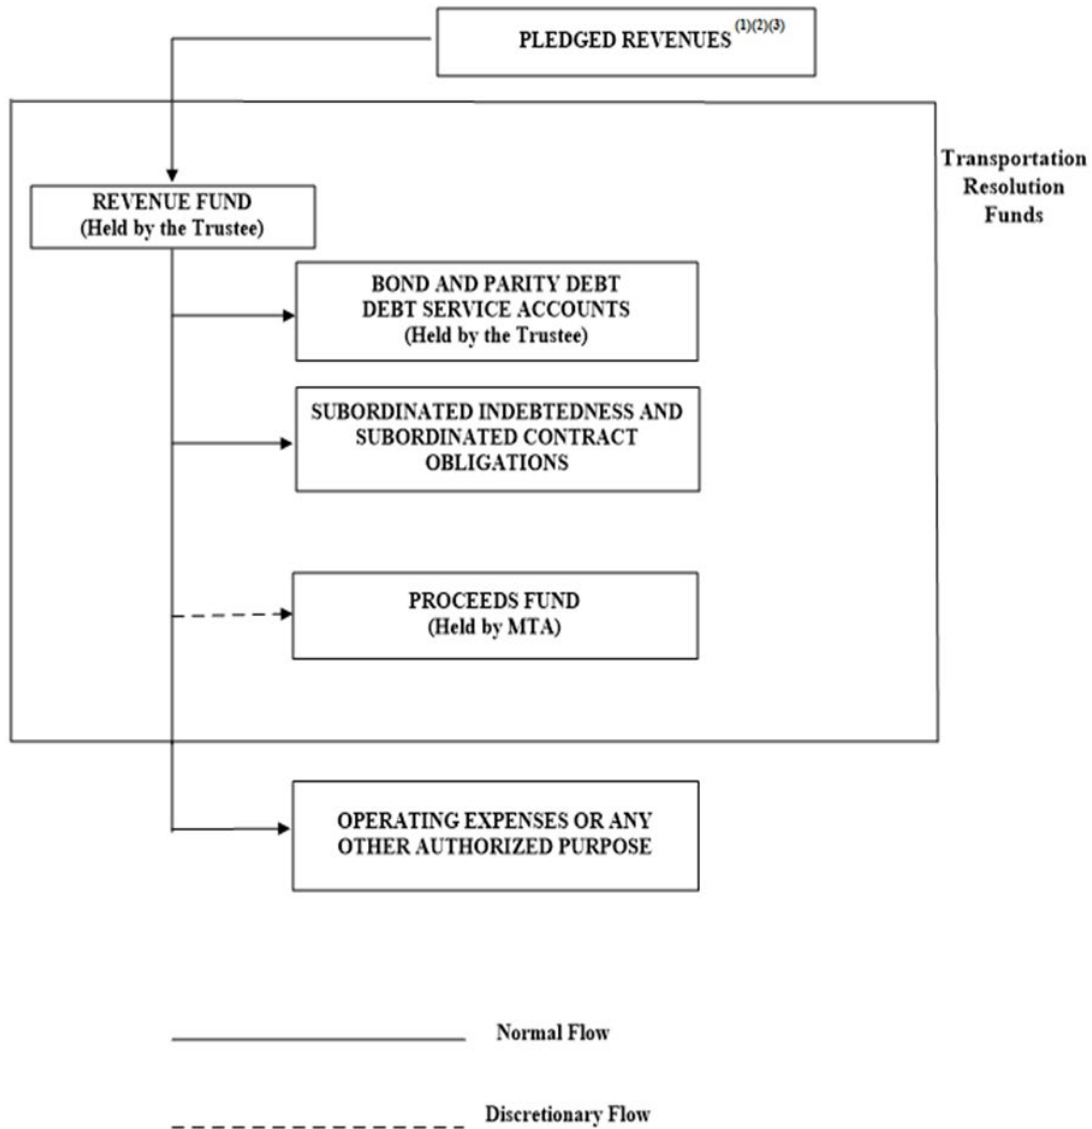 PLEDGED REVENUES (1)(2)(3)
Transportation
Resolution
Funds
REVENUE FUND
(Held by the Trustee)
BOND AND PARITY DEBT
DEBT SERVICE ACCOUNTS
(Held by the Trustee)
SUBORDINATED INDEBTEDNESS AND
SUBORDINATED CONTRACT
OBLIGATIONS
PROCEEDS FUND
(Held by MTA)
OPERATING EXPENSES OR ANY
OTHER AUTHORIZED PURPOSE
Normal Flow
Discretionary Flow